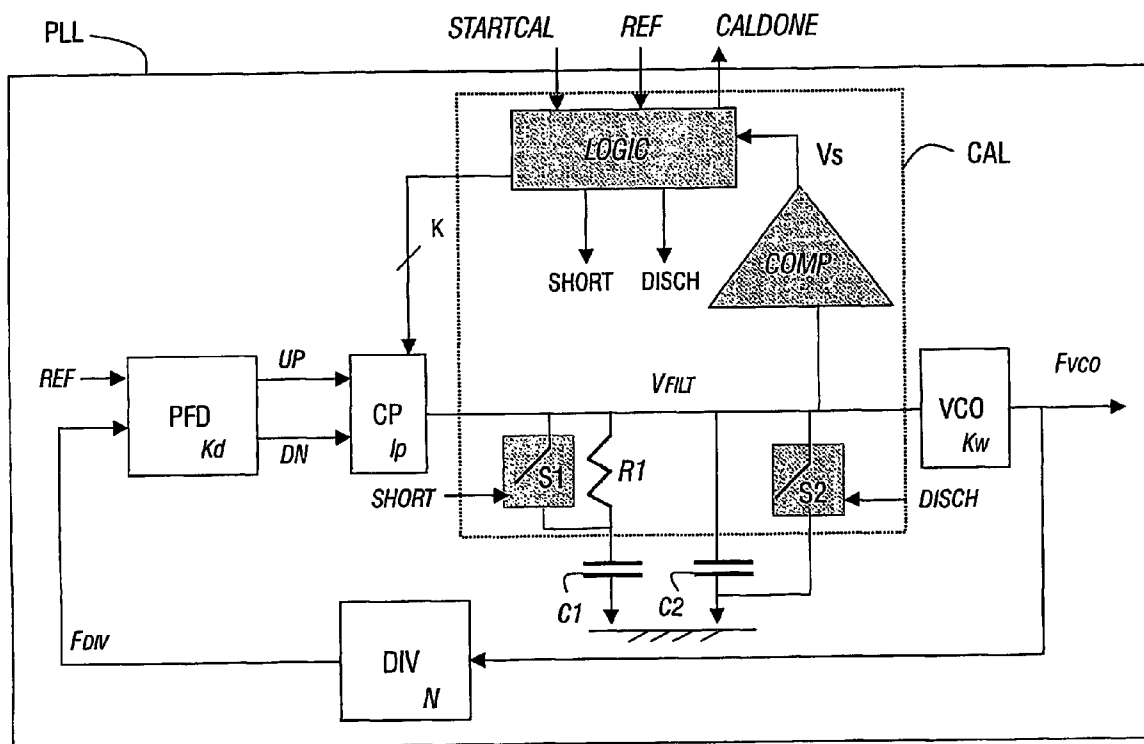 PLL
STARTCAL
REF
CALDONE
LOGIC
Vs
CAL
K
SHORT
DISCH
COMP
REF
UP
PFD
Kd
DN
CP
Ip
VFILT
VCO
Kw
FVCO
S1
R1
S2
SHORT
DISCH
C1
C2
FDIV
DIV
N